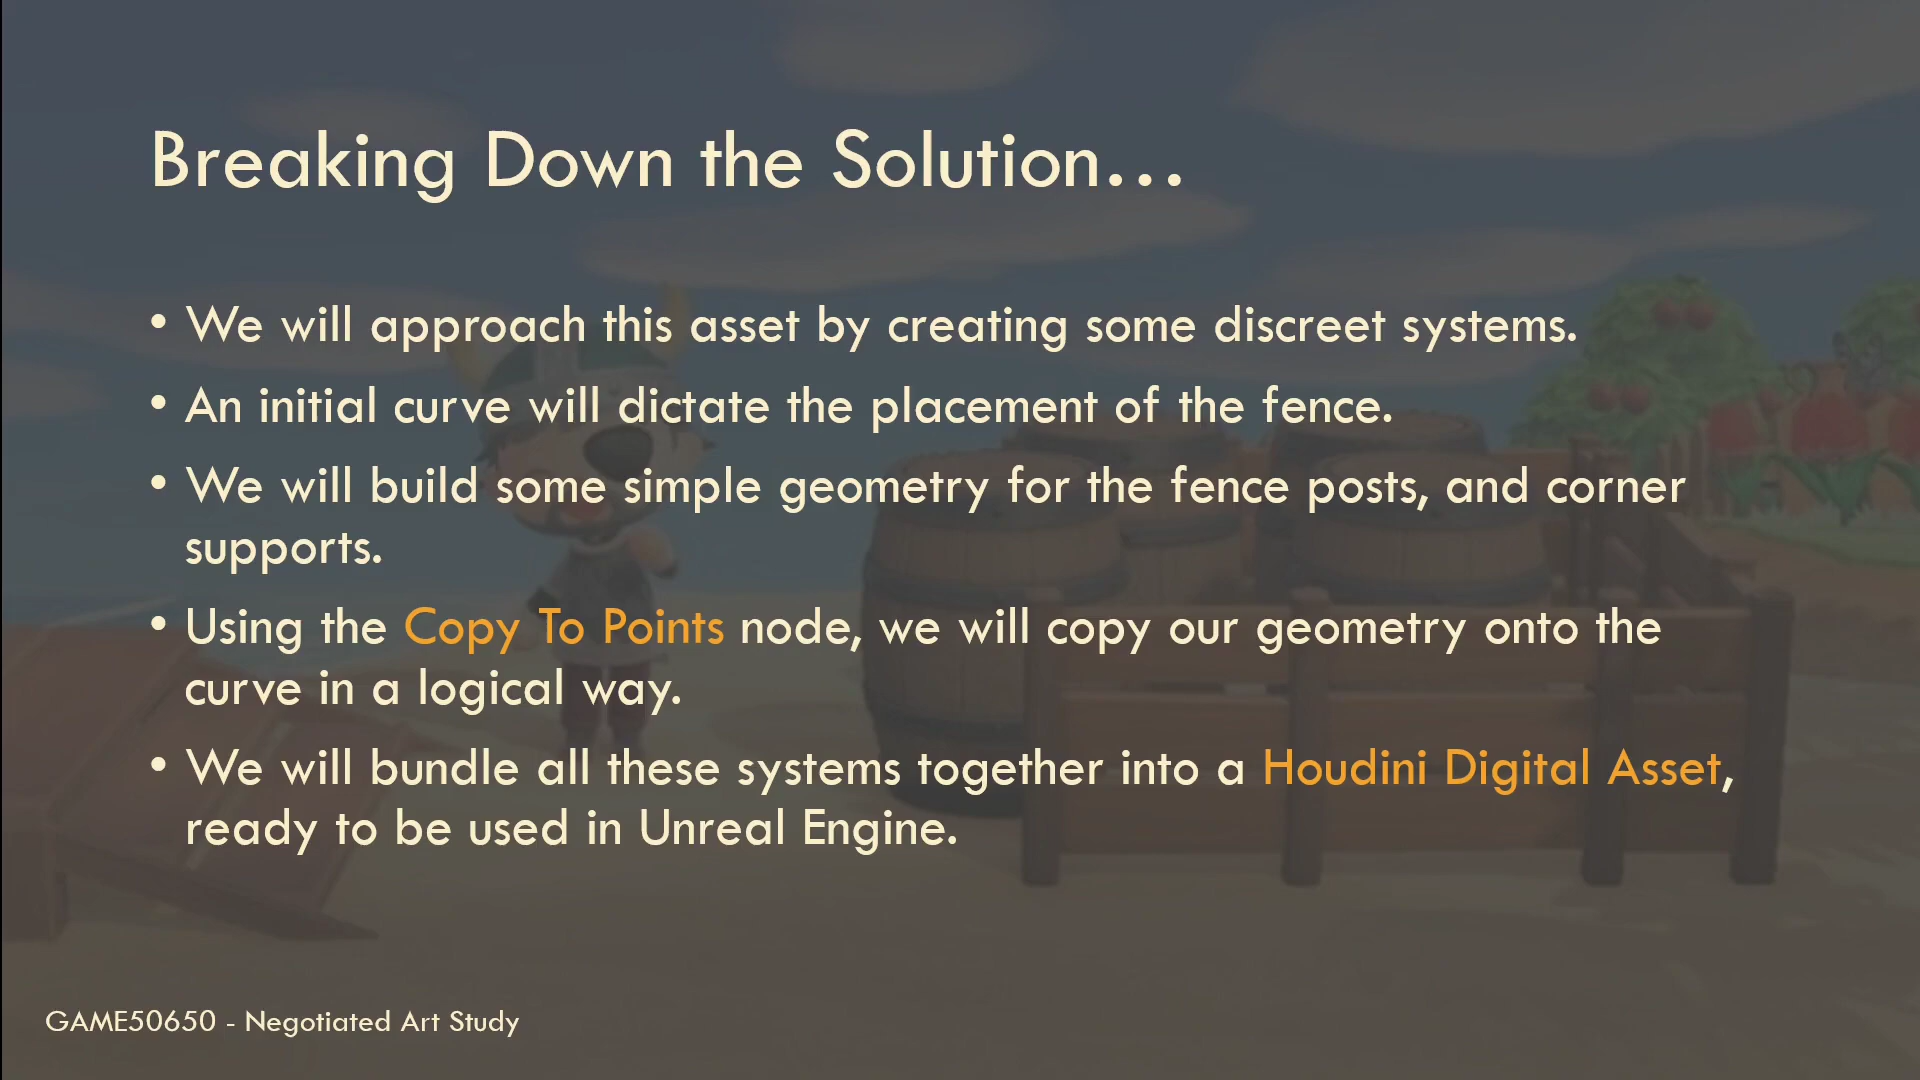 Breaking Down the Solution...
• We will approach this asset by creating some discreet systems.
• An initial curve will dictate the placement of the fence.
• We will build some simple geometry for the fence posts, and corner
supports.
• Using the Copy To Points node, we will copy our geometry onto the
curve in a logical way.
• We will bundle all these systems together into a Houdini Digital Asset,
ready to be used in Unreal Engine.
GAME50650 - Negotiated Art Study